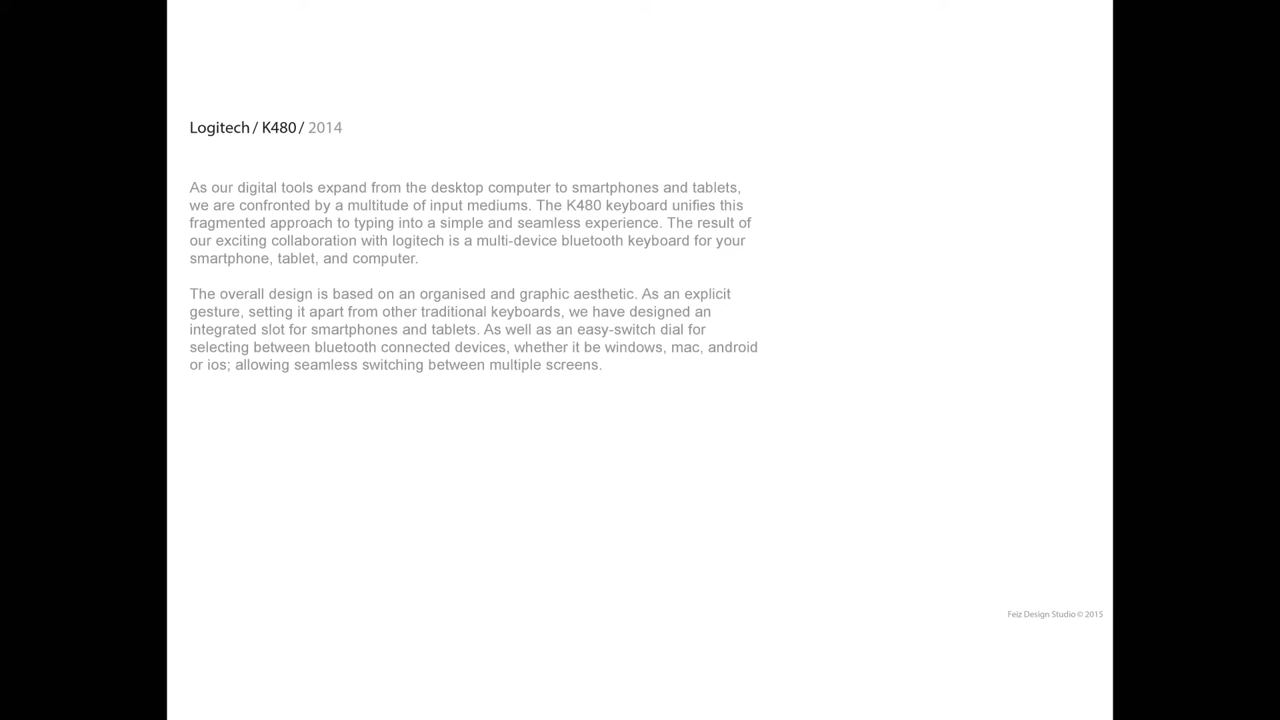 Logitech / K480 / 2014
As our digital tools expand from the desktop computer to smartphones and tablets,
we are confronted by a multitude of input mediums. The K480 keyboard unifies this
fragmented approach to typing into a simple and seamless experience. The result of
our exciting collaboration with logitech is a multi-device bluetooth keyboard for your
smartphone, tablet, and computer.
The overall design is based on an organised and graphic aesthetic. As an explicit
gesture, setting it apart from other traditional keyboards, we have designed an
integrated slot for smartphones and tablets. As well as an easy-switch dial for
selecting between bluetooth connected devices, whether it be windows, mac, android
or ios; allowing seamless switching between multiple screens.
Feiz Design Studio © 2015